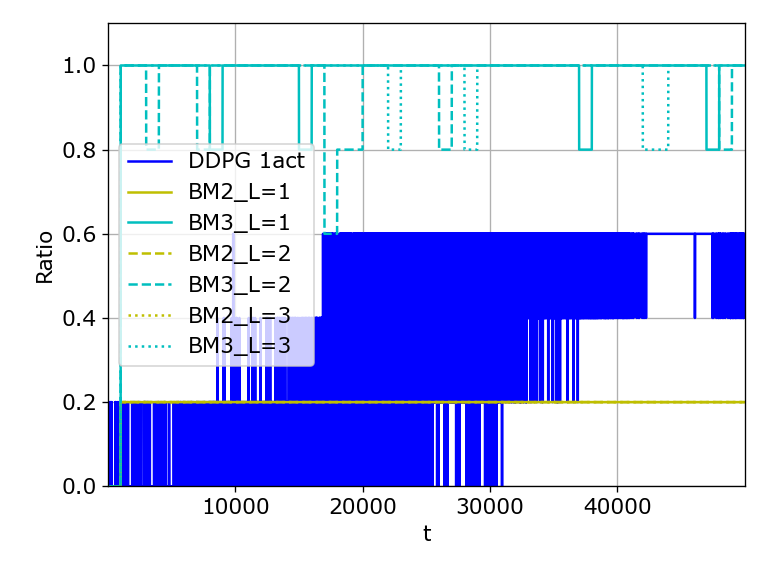 1.0
0.8
0.6
0.4
0.2
0.0
Ratio
DDPG 1act
BM2_L=1
BM3_L=1
BM2_L=2
BM3_L=2
BM2_L=3
BM3_L=3
10000 20000 30000 40000
t